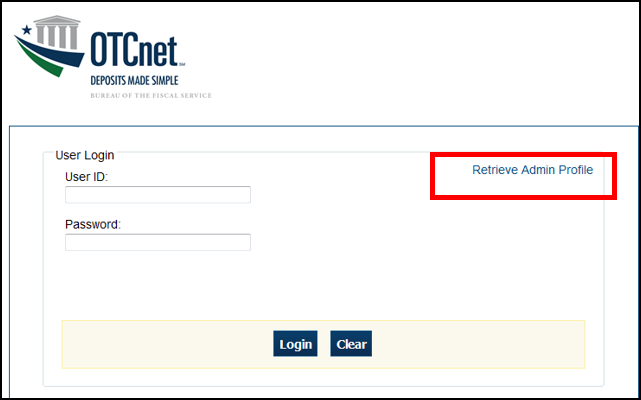 OTCnet
DEPOSITS MADE SIMPLE
BUREAU OF THE FISCAL SERVICE
User Login
Retrieve Admin Profile
User ID:
Password:
Login Clear